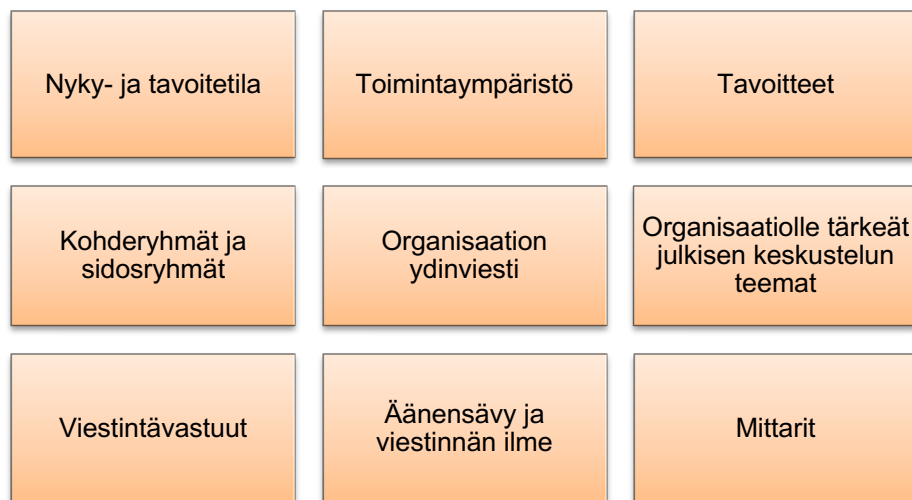 Nyky- ja tavoitetila
Toimintaympäristö
Tavoitteet
Kohderyhmät ja
sidosryhmät
Organisaation
ydinviesti
Organisaatiolle tärkeät
julkisen keskustelun
teemat
Viestintävastuut
Äänensävy ja
viestinnän ilme
Mittarit